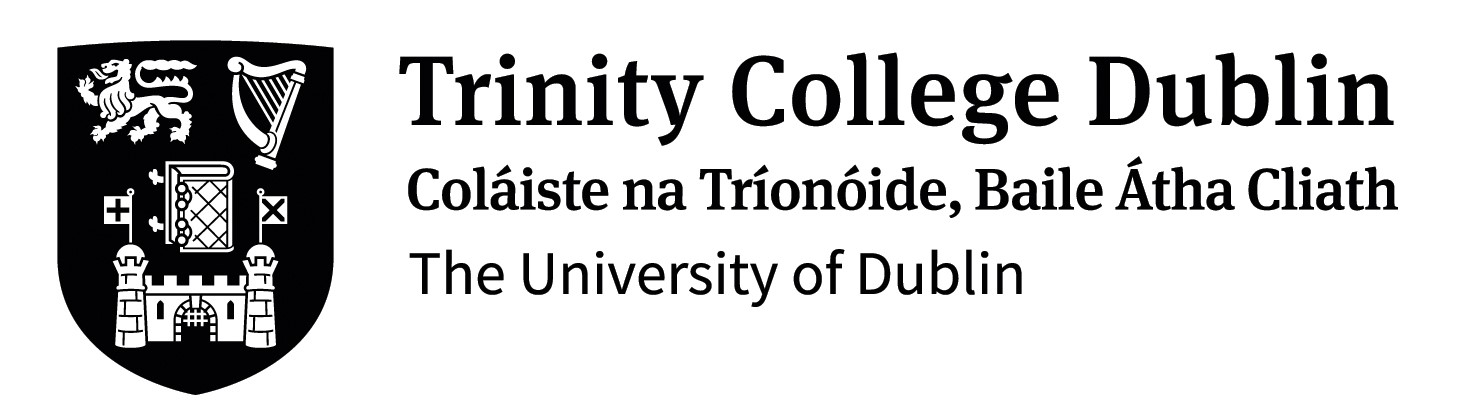 Trinity College Dublin
Coláiste na Tríonóide, Baile Átha Cliath
The University of Dublin